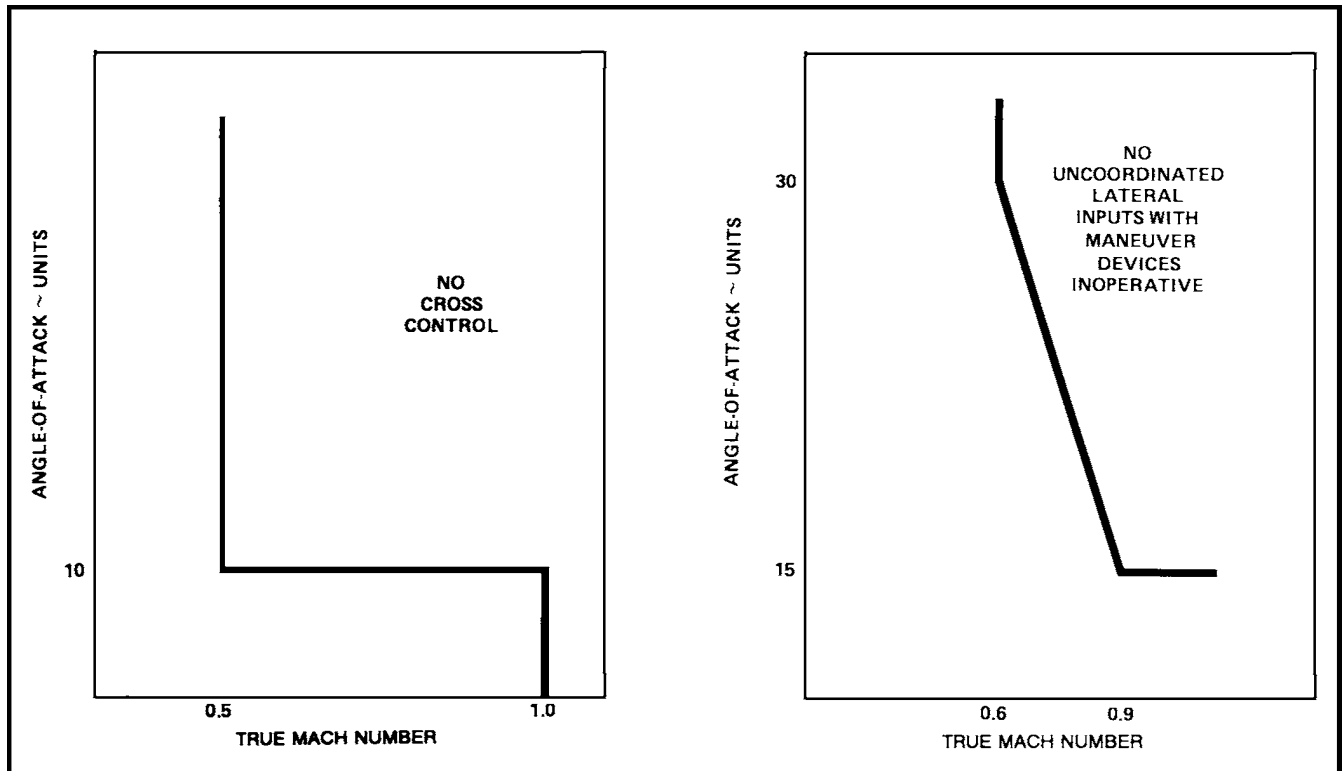 ANGLE-OF-ATTACK ~ UNITS
10
NO
CROSS
CONTROL
0.5
1.0
TRUE MACH NUMBER
ANGLE-OF-ATTACK ~ UNITS
30
15
NO
UNCOORDINATED
LATERAL
INPUTS WITH
MANEUVER
DEVICES
INOPERATIVE
0.6
0.9
TRUE MACH NUMBER